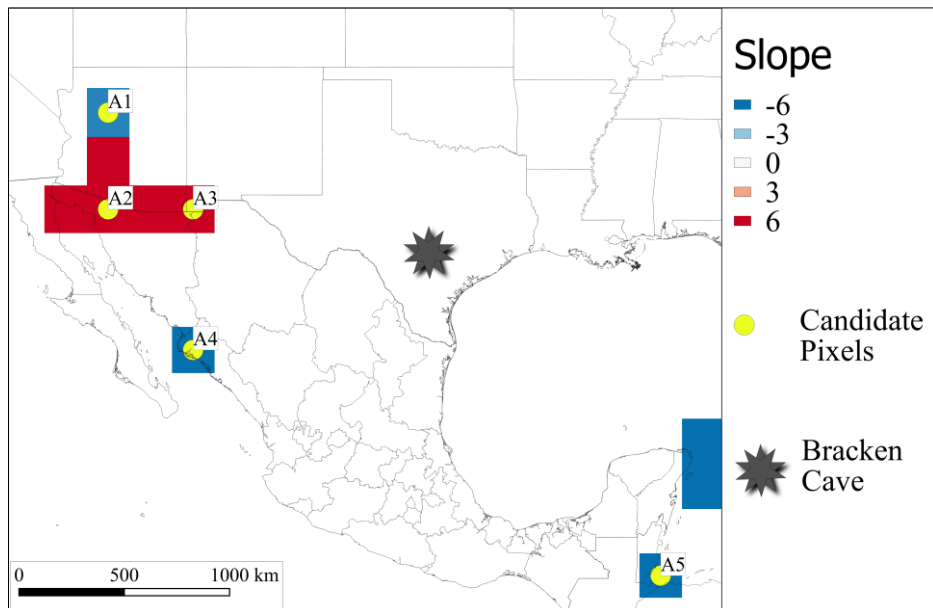 Slope
-6
-3
0
3
6
Candidate
Pixels
Bracken
Cave
A1
A2
A3
A4
A5
0
500
1000 km